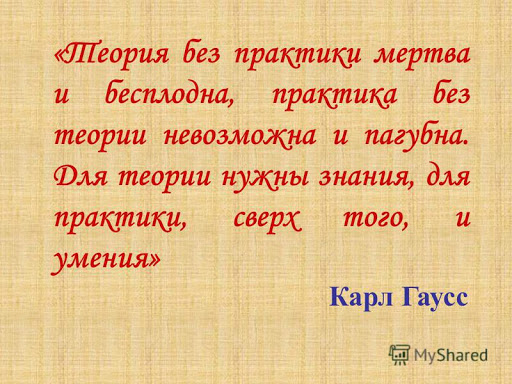 «Теория без практики мертва
и бесплодна, практика без
теории невозможна и пагубна.
Для теории нужны знания, для
практики, сверх того, и
умения»
Карл Гаусс
MyShared